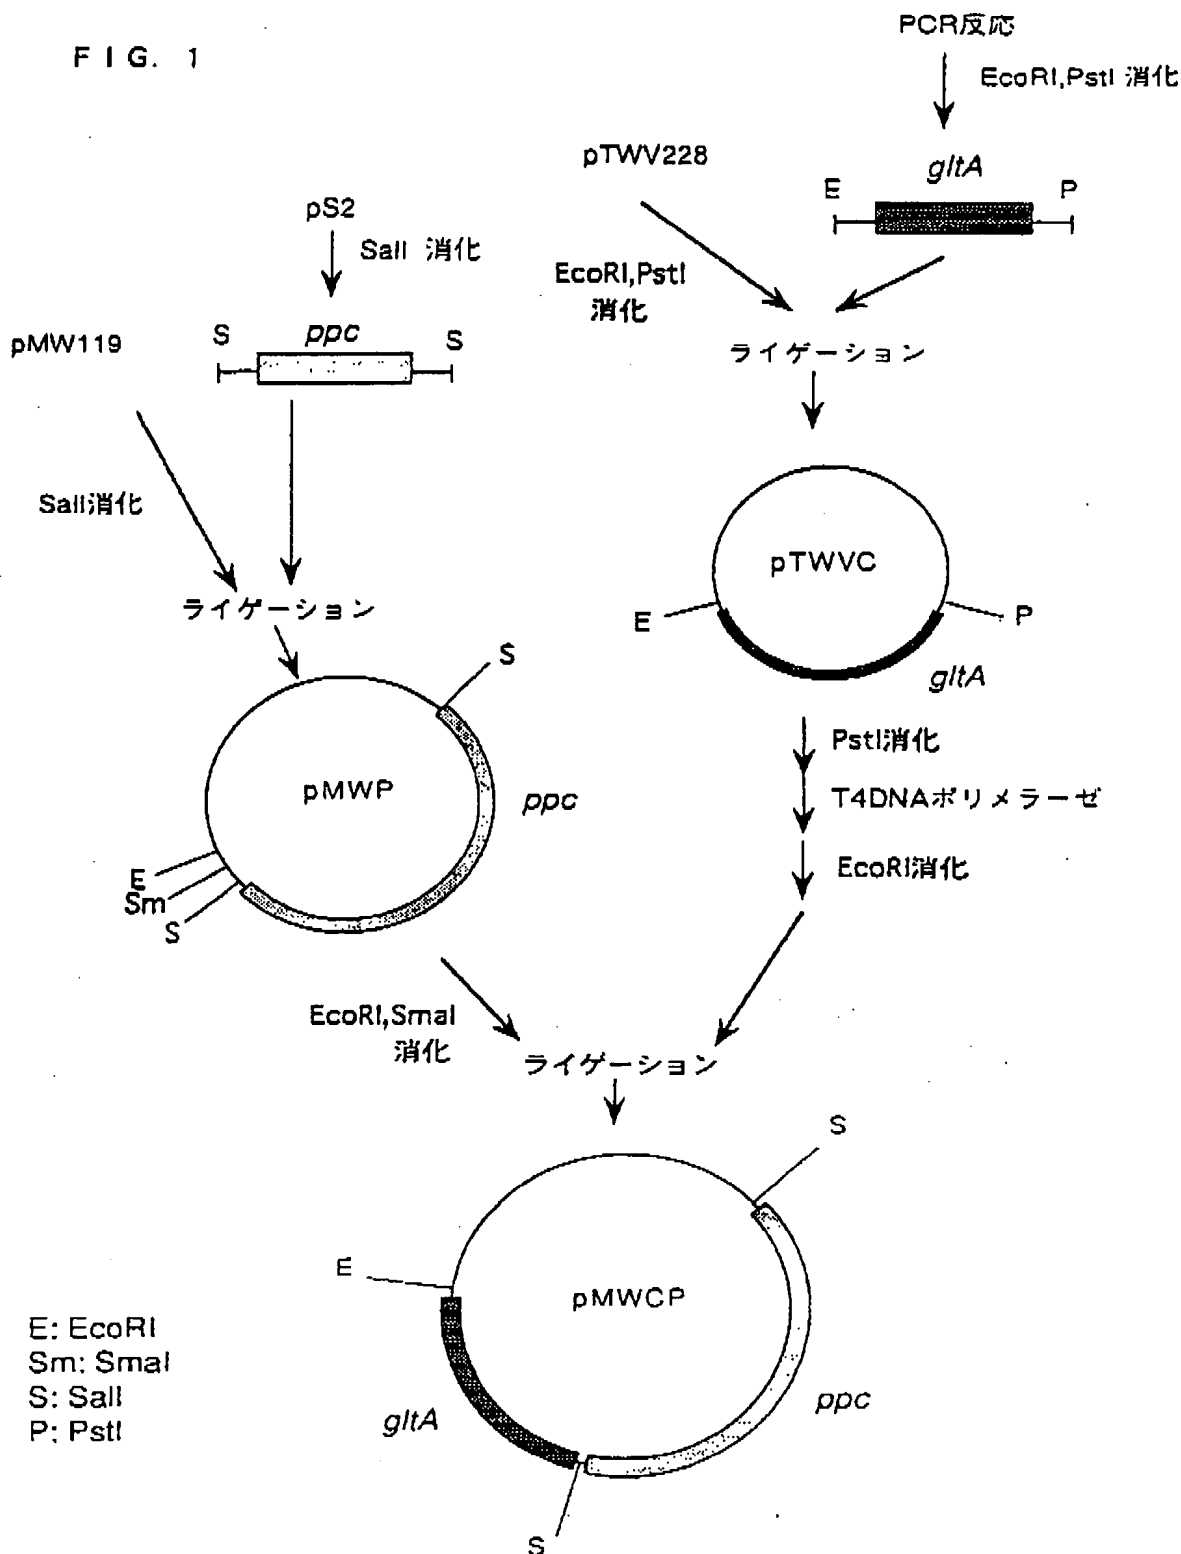 FIG. 1
PCR反応
EcoRI,PstI 消化
pTWV228
gltA
E
P
pS2
SalI 消化
EcoRI,PstI
消化
pMW119
S
ppc
S
ライゲーション
SalI消化
pTWVC
ライゲーション
E
P
gltA
S
PstI消化
pMWP
ppc
T4DNAポリメラーゼ
E
Sm
S
EcoRI消化
EcoRI,SmaI
消化
ライゲーション
S
E
pMWCP
E: EcoRI
Sm: SmaI
S: SalI
P: PstI
gltA
ppc
S